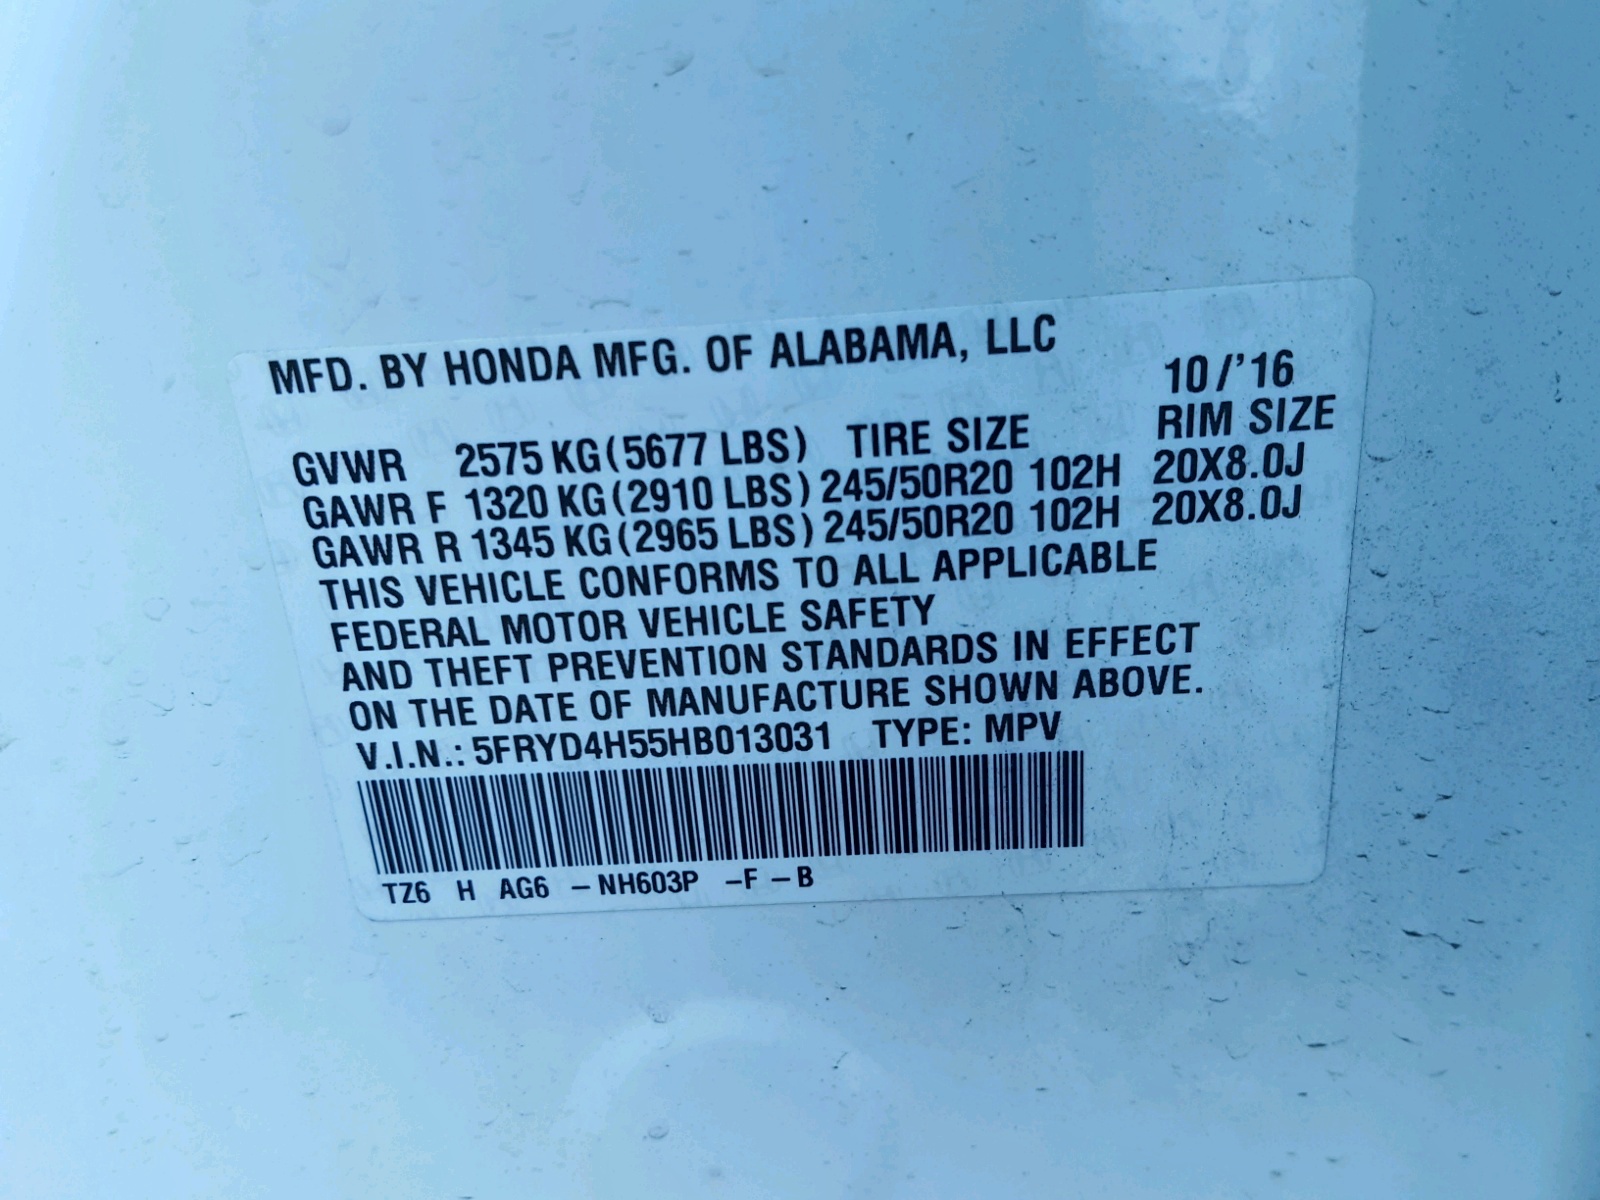 MFD. BY HONDA MFG. OF ALABAMA, LLC
10/'16
GVWR 2575 KG(5677 LBS) TIRE SIZE RIM SIZE
GAWR F 1320 KG(2910 LBS) 245/50R20 102H 20X8.0J
GAWR R 1345 KG(2965 LBS) 245/50R20 102H 20X8.0J
THIS VEHICLE CONFORMS TO ALL APPLICABLE
FEDERAL MOTOR VEHICLE SAFETY
AND THEFT PREVENTION STANDARDS IN EFFECT
ON THE DATE OF MANUFACTURE SHOWN ABOVE.
V.I.N.: 5FRYD4H55HB013031 TYPE: MPV
TZ6 H AG6 – NH603P –F – B